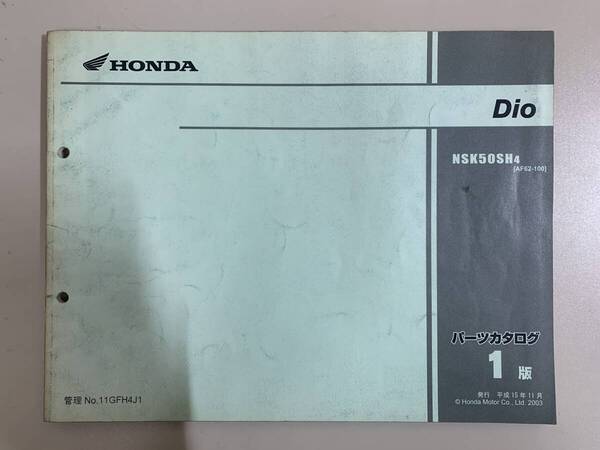 HONDA
Dio
NSK50SH4
[AF62-100]
パーツカタログ
1版
発行 平成15年11月
© Honda Motor Co., Ltd. 2003
管理 No.11GFH4J1